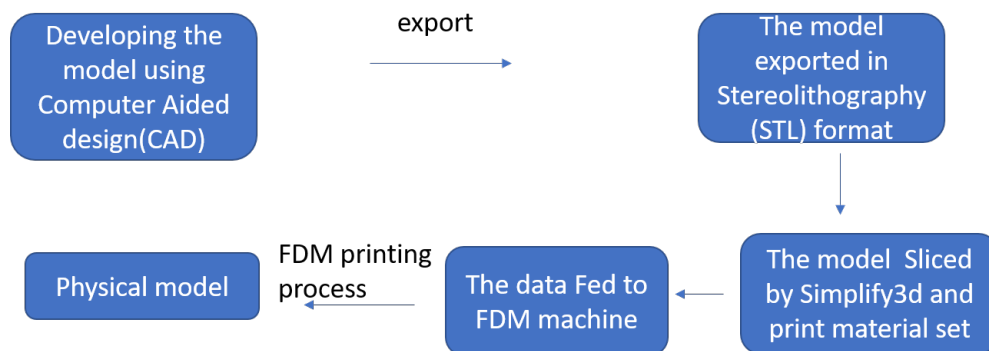 Developing the
model using
Computer Aided
design(CAD)
export
The model
exported in
Stereolithography
(STL) format
The model  Sliced
by Simplify3d and
print material set
The data Fed to
FDM machine
FDM printing
process
Physical model